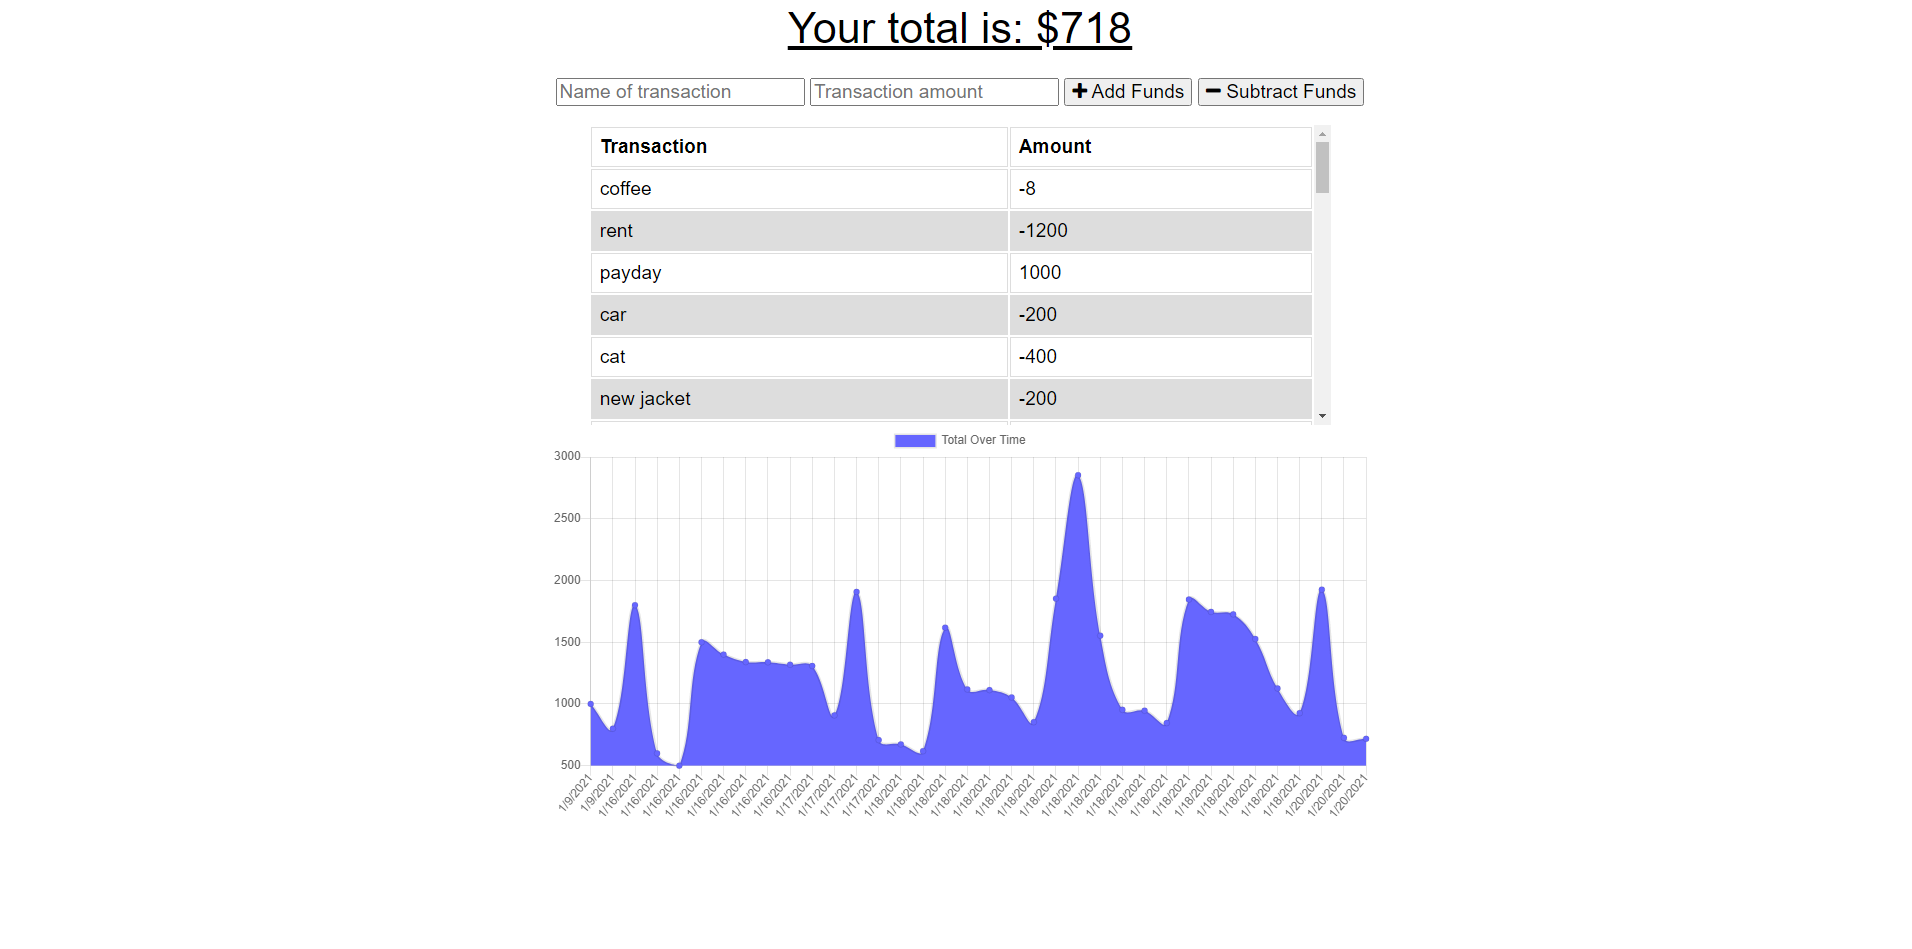 Your total is: $718
Name of transaction Transaction amount Add Funds Subtract Funds
Transaction Amount
coffee -8
rent -1200
payday 1000
car -200
cat -400
new jacket -200
Total Over Time
3000
2500
2000
1500
1000
500
1/9/2021 1/9/2021 1/16/2021 1/16/2021 1/16/2021 1/16/2021 1/16/2021 1/16/2021 1/16/2021 1/16/2021 1/17/2021 1/17/2021 1/17/2021 1/17/2021 1/18/2021 1/18/2021 1/18/2021 1/18/2021 1/18/2021 1/18/2021 1/18/2021 1/18/2021 1/18/2021 1/18/2021 1/18/2021 1/18/2021 1/18/2021 1/18/2021 1/18/2021 1/18/2021 1/18/2021 1/18/2021 1/18/2021 1/20/2021 1/20/2021 1/20/2021